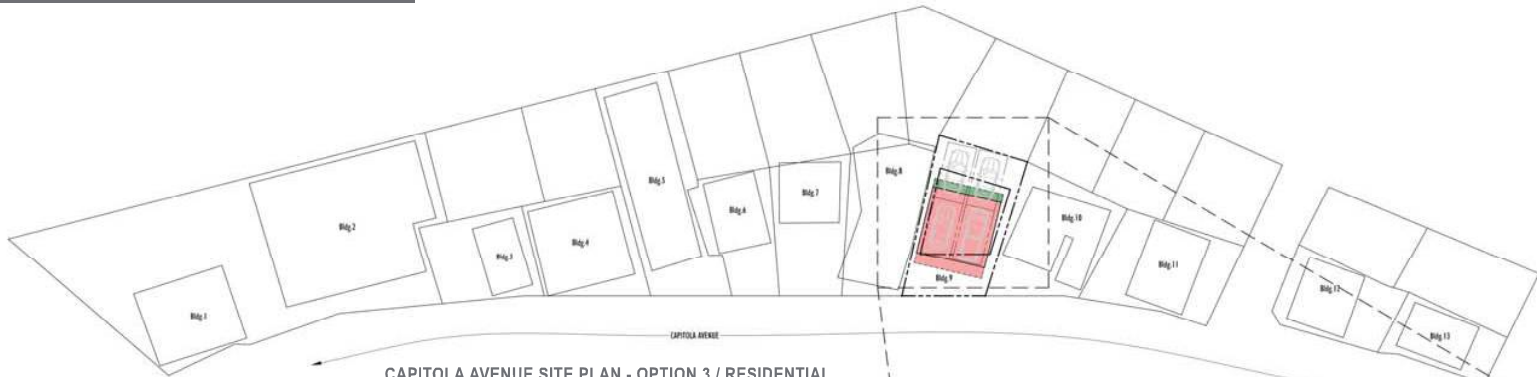 Bldg.1
Bldg.2
Bldg.3
Bldg.4
Bldg.5
Bldg.6
Bldg.7
Bldg.8
Bldg.9
Bldg.10
Bldg.11
Bldg.12
Bldg.13
CAPITOLA AVENUE
CAPITOLA AVENUE SITE PLAN - OPTION 3 / RESIDENTIAL